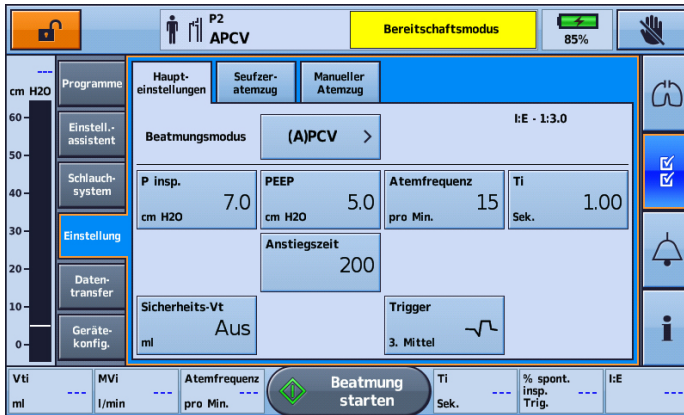 P2
APCV
Bereitschaftsmodus
85%
---
cm H2O
60
50
40
30
20
10
0
Programme
Einstell.-
assistent
Schlauch-
system
Einstellung
Daten-
transfer
Geräte-
konfig.
Haupt-
einstellungen
Seufzer-
atemzug
Manueller
Atemzug
Beatmungsmodus
(A)PCV >
I:E - 1:3.0
P insp.
7.0
cm H2O
PEEP
5.0
cm H2O
Atemfrequenz
15
pro Min.
Ti
1.00
Sek.
Anstiegszeit
200
Sicherheits-Vt
Aus
ml
Trigger
3. Mittel
Vti
---
ml
MVi
---
l/min
Atemfrequenz
---
pro Min.
Beatmung
starten
Ti
---
Sek.
% spont.
insp.
Trig.
---
I:E
---